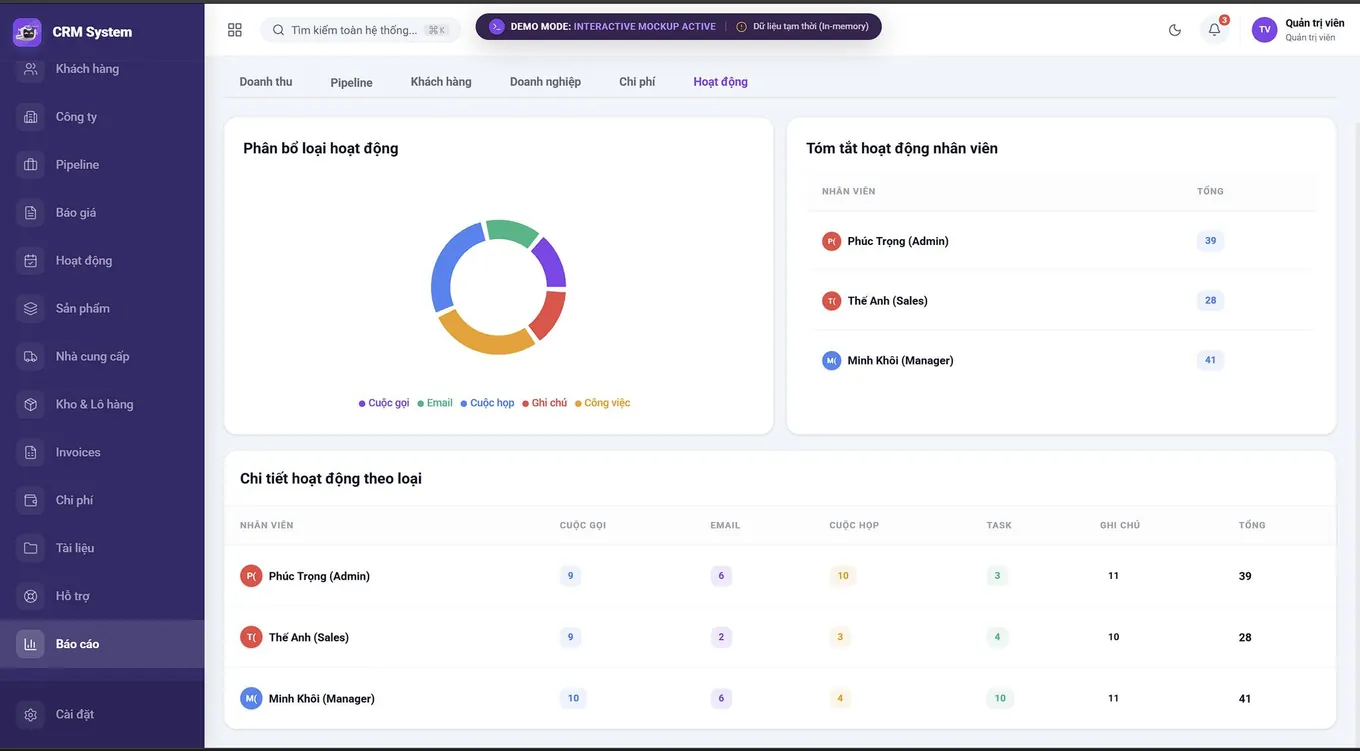 CRM System
Tìm kiếm toàn hệ thống... ⌘K
DEMO MODE: INTERACTIVE MOCKUP ACTIVE
Dữ liệu tạm thời (In-memory)
3
TV
Quản trị viên
Quản trị viên
Khách hàng
Công ty
Pipeline
Báo giá
Hoạt động
Sản phẩm
Nhà cung cấp
Kho & Lô hàng
Invoices
Chi phí
Tài liệu
Hỗ trợ
Báo cáo
Cài đặt
Doanh thu Pipeline Khách hàng Doanh nghiệp Chi phí Hoạt động
Phân bổ loại hoạt động
Cuộc gọi Email Cuộc họp Ghi chú Công việc
Tóm tắt hoạt động nhân viên
NHÂN VIÊN TỔNG
P( Phúc Trọng (Admin) 39
T( Thế Anh (Sales) 28
M( Minh Khôi (Manager) 41
Chi tiết hoạt động theo loại
NHÂN VIÊN CUỘC GỌI EMAIL CUỘC HỌP TASK GHI CHÚ TỔNG
P( Phúc Trọng (Admin) 9 6 10 3 11 39
T( Thế Anh (Sales) 9 2 3 4 10 28
M( Minh Khôi (Manager) 10 6 4 10 11 41